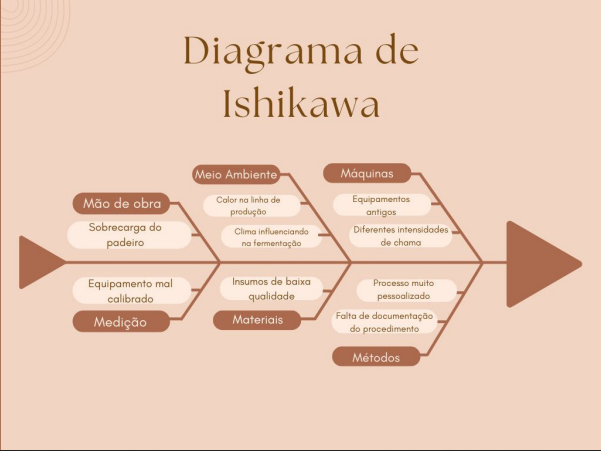 Diagrama de
Ishikawa
Mão de obra
Sobrecarga do
padeiro
Meio Ambiente
Calor na linha de
produção
Clima influenciando
na fermentação
Máquinas
Equipamentos
antigos
Diferentes intensidades
de chama
Equipamento mal
calibrado
Medição
Insumos de baixa
qualidade
Materiais
Processo muito
pessoalizado
Falta de documentação
do procedimento
Métodos